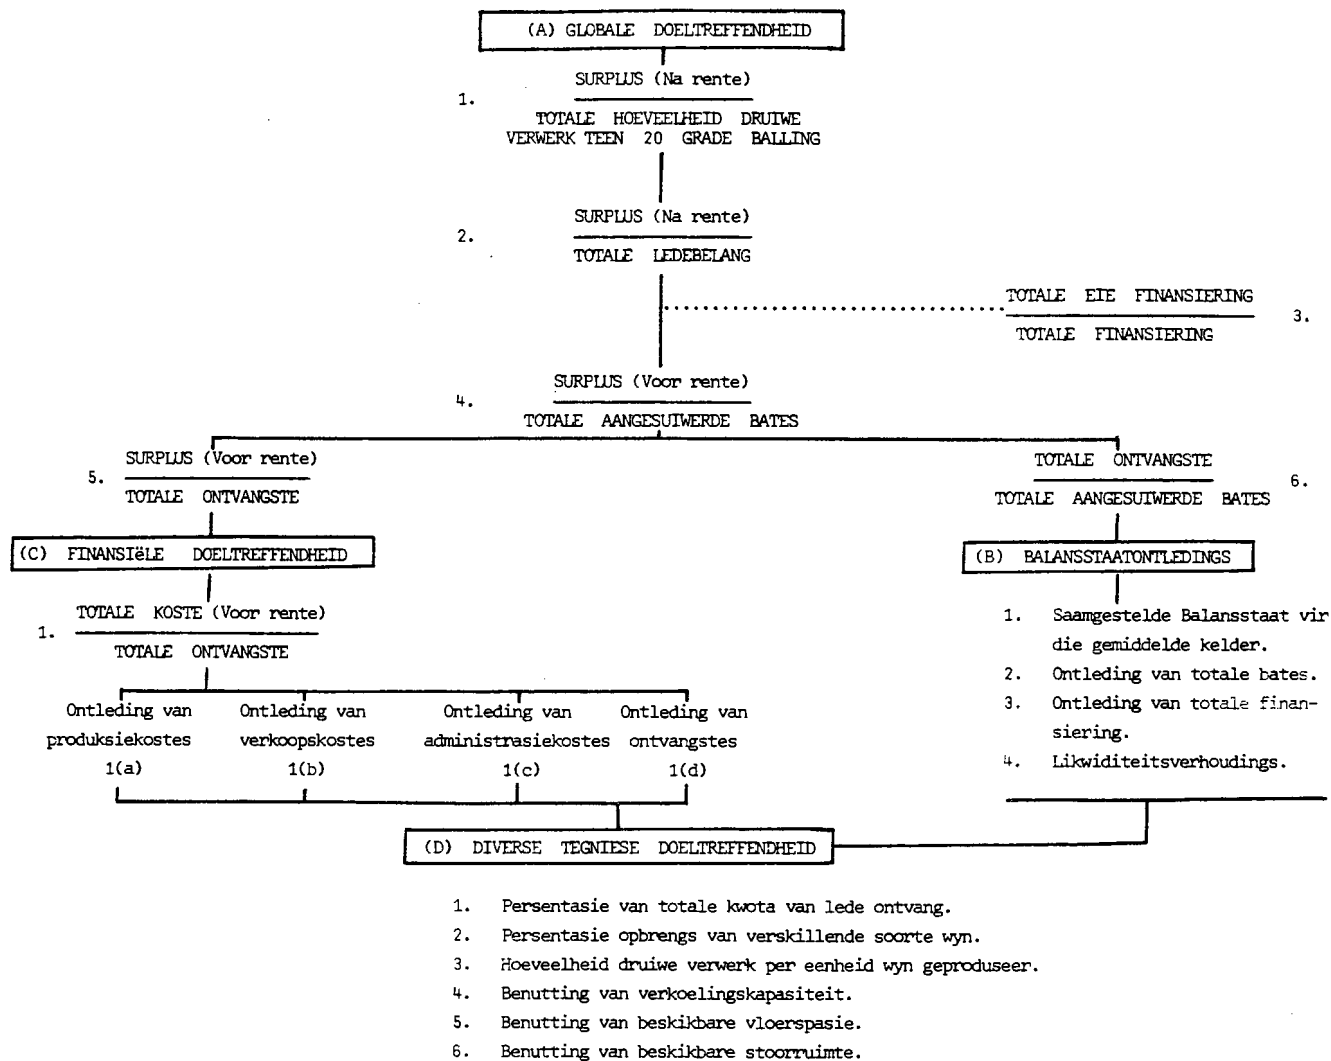 (A) GLOBALE DOELTREFFENDHEID
SURPLUS (Na rente)
1.
TOTALE HOEVEELHEID DRUIWE
VERWERK TEEN 20 GRADE BALLING
SURPLUS (Na rente)
2.
TOTALE LEDEBELANG
TOTALE EIE FINANSIERING
3.
TOTALE FINANSIERING
SURPLUS (Voor rente)
4.
TOTALE AANGESUIWERDE BATES
SURPLUS (Voor rente)
5.
TOTALE ONTVANGSTE
TOTALE ONTVANGSTE
6.
TOTALE AANGESUIWERDE BATES
(C) FINANSIËLE DOELTREFFENDHEID
(B) BALANSSTAATONTLEDINGS
TOTALE KOSTE (Voor rente)
1.
TOTALE ONTVANGSTE
1. Saamgestelde Balansstaat vir
die gemiddelde kelder.
2. Ontleding van totale bates.
3. Ontleding van totale finan-
siering.
4. Likwiditeitsverhoudings.
Ontleding van
produksiekostes
1(a)
Ontleding van
verkoopskostes
1(b)
Ontleding van
administrasiekostes
1(c)
Ontleding van
ontvangstes
1(d)
(D) DIVERSE TEGNIESE DOELTREFFENDHEID
1. Persentasie van totale kwota van lede ontvang.
2. Persentasie opbrengs van verskillende soorte wyn.
3. Hoeveelheid druiwe verwerk per eenheid wyn geproduseer.
4. Benutting van verkoelingskapasiteit.
5. Benutting van beskikbare vloerspasie.
6. Benutting van beskikbare stoorruimte.